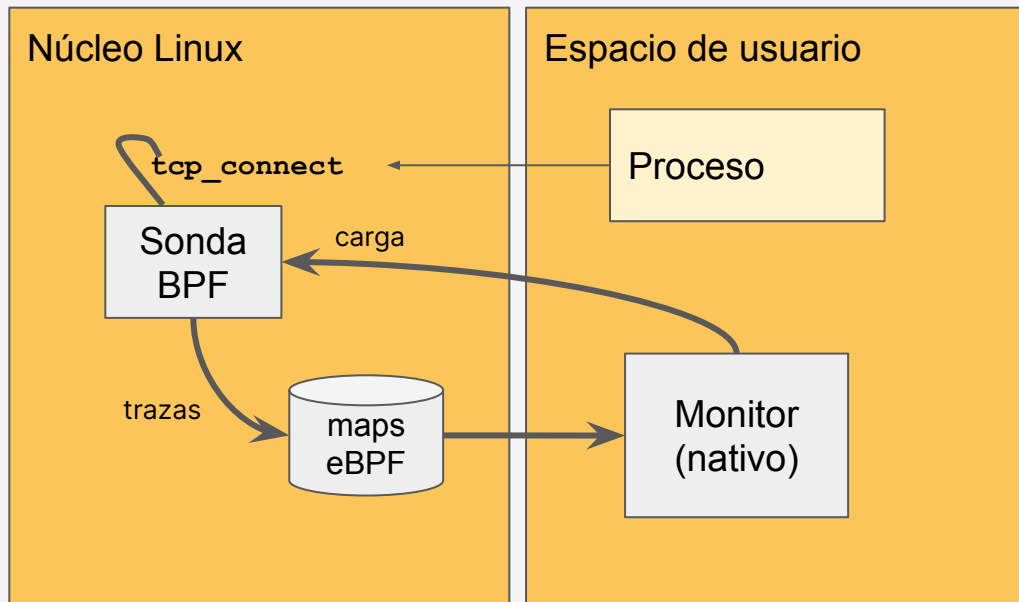 Núcleo Linux
Espacio de usuario
tcp_connect
Proceso
Sonda
BPF
carga
trazas
maps
eBPF
Monitor
(nativo)